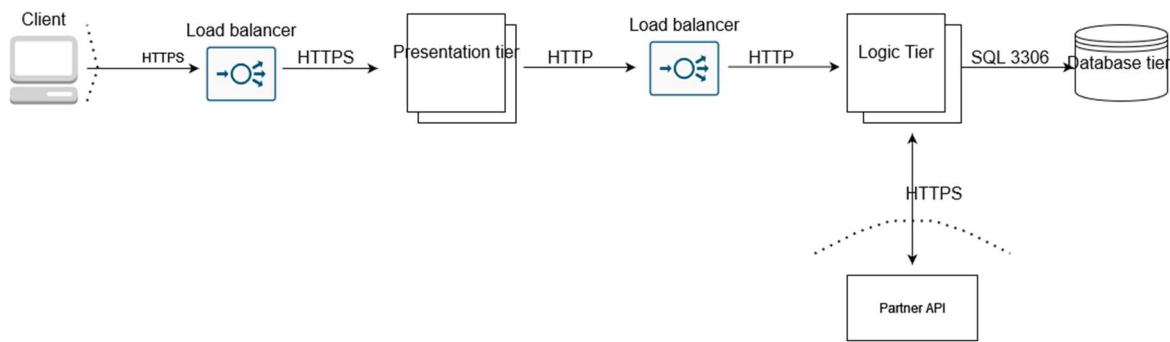 Client
Load balancer
Load balancer
HTTPS
HTTPS
Presentation tier
HTTP
HTTP
Logic Tier
SQL 3306
Database tier
HTTPS
Partner API